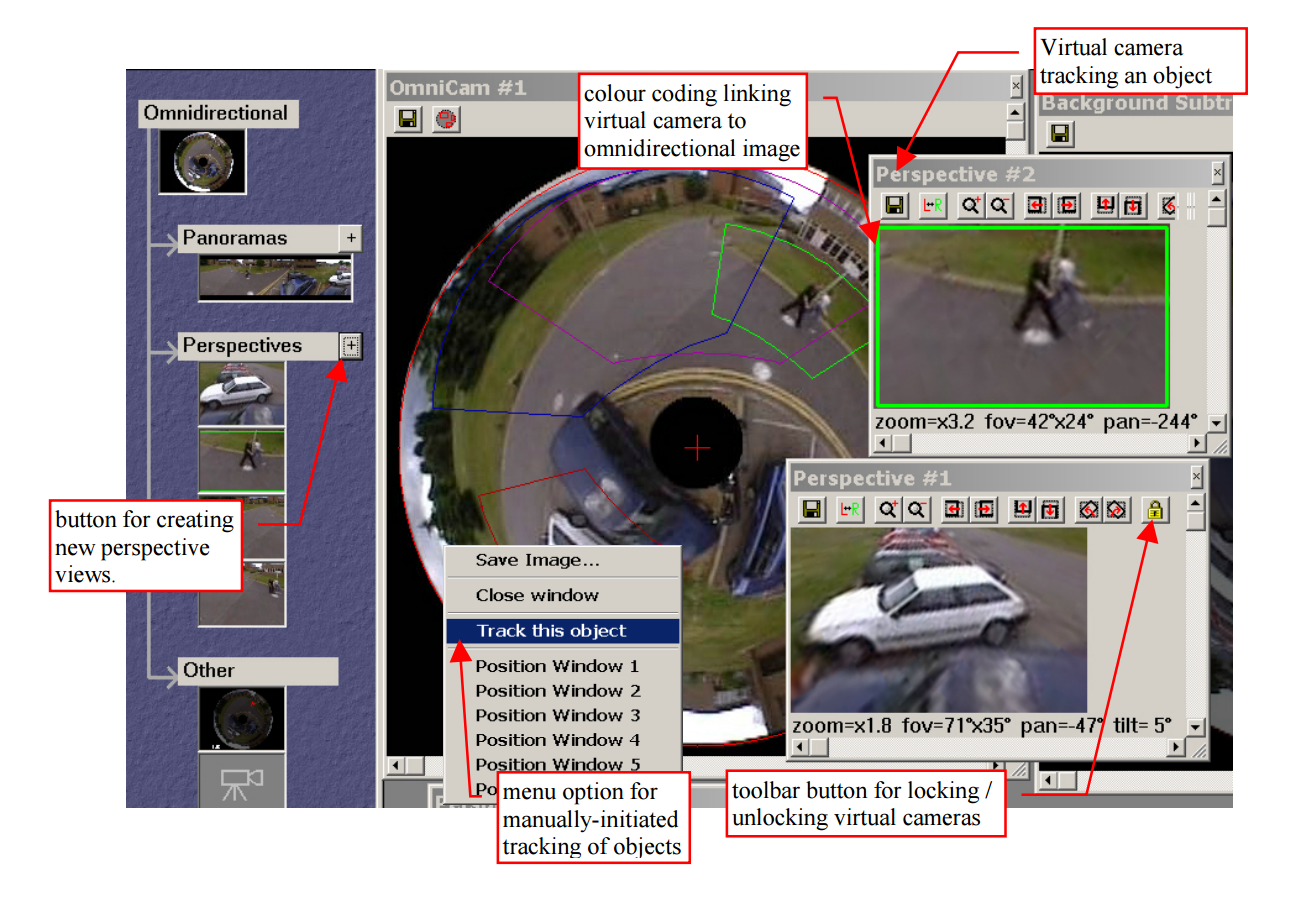 Virtual camera
tracking an object
colour coding linking
virtual camera to
omnidirectional image
OmniCam #1
Background Subtr
Omnidirectional
Panoramas
Perspectives
button for creating
new perspective
views.
Other
Perspective #2
L↔R
zoom=x3.2 fov=42°x24° pan=-244°
Perspective #1
L↔R
zoom=x1.8 fov=71°x35° pan=-47° tilt= 5°
Save Image...
Close window
Track this object
Position Window 1
Position Window 2
Position Window 3
Position Window 4
Position Window 5
Po
menu option for
manually-initiated
tracking of objects
toolbar button for locking /
unlocking virtual cameras